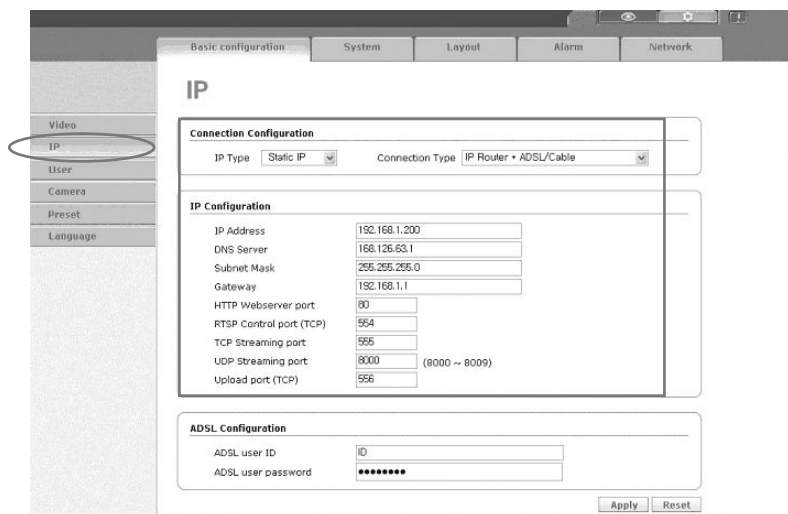 Basic configuration System Layout Alarm Network
IP
Video
IP
User
Camera
Preset
Language
Connection Configuration
IP Type Static IP Connection Type IP Router + ADSL/Cable
IP Configuration
IP Address 192.168.1.200
DNS Server 168.126.63.1
Subnet Mask 255.255.255.0
Gateway 192.168.1.1
HTTP Webserver port 80
RTSP Control port (TCP) 554
TCP Streaming port 555
UDP Streaming port 8000 (8000 ~ 8009)
Upload port (TCP) 556
ADSL Configuration
ADSL user ID ID
ADSL user password ••••••••
Apply Reset